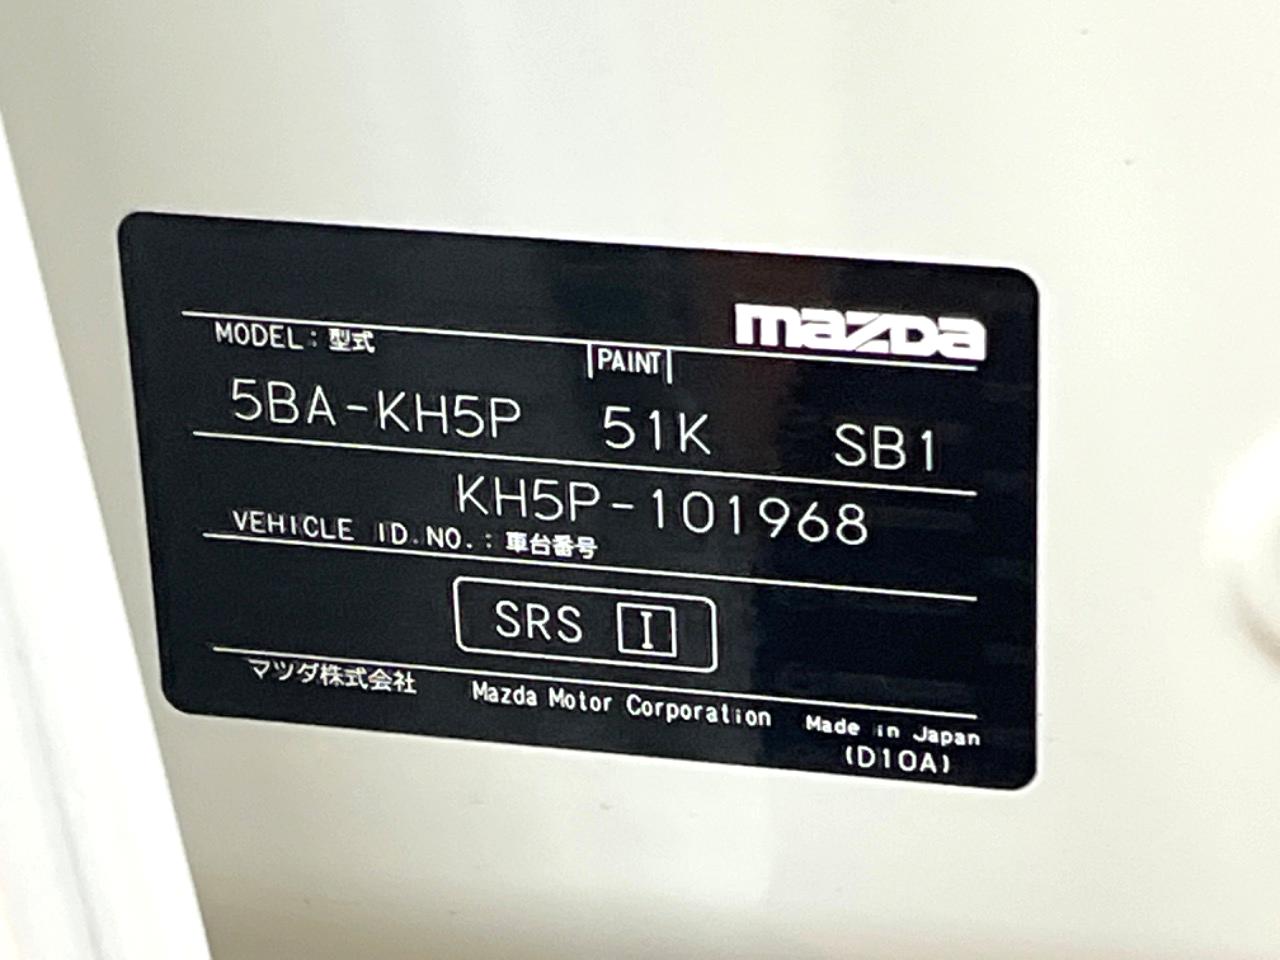 mazda
MODEL : 型式 PAINT
5BA-KH5P 51K SB1
KH5P-101968
VEHICLE ID.NO. : 車台番号
SRS I
マツダ株式会社 Mazda Motor Corporation Made in Japan
(D10A)